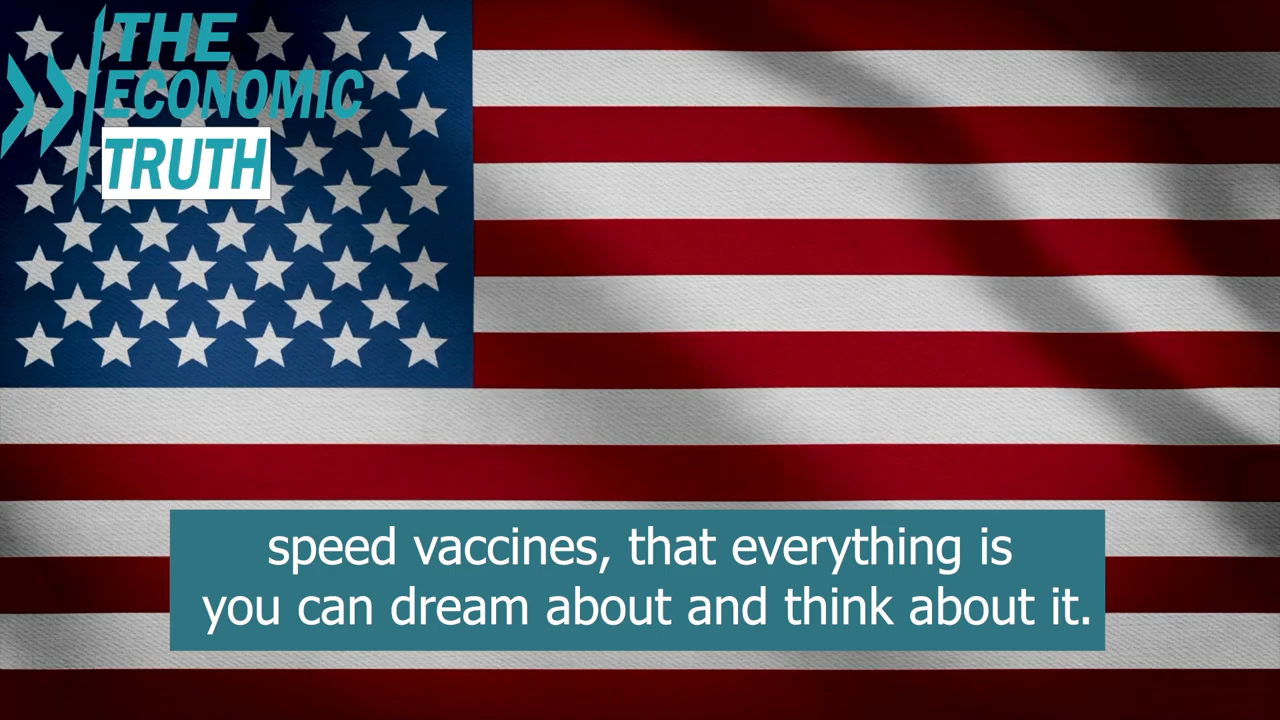 THE
ECONOMIC
TRUTH
speed vaccines, that everything is
you can dream about and think about it.